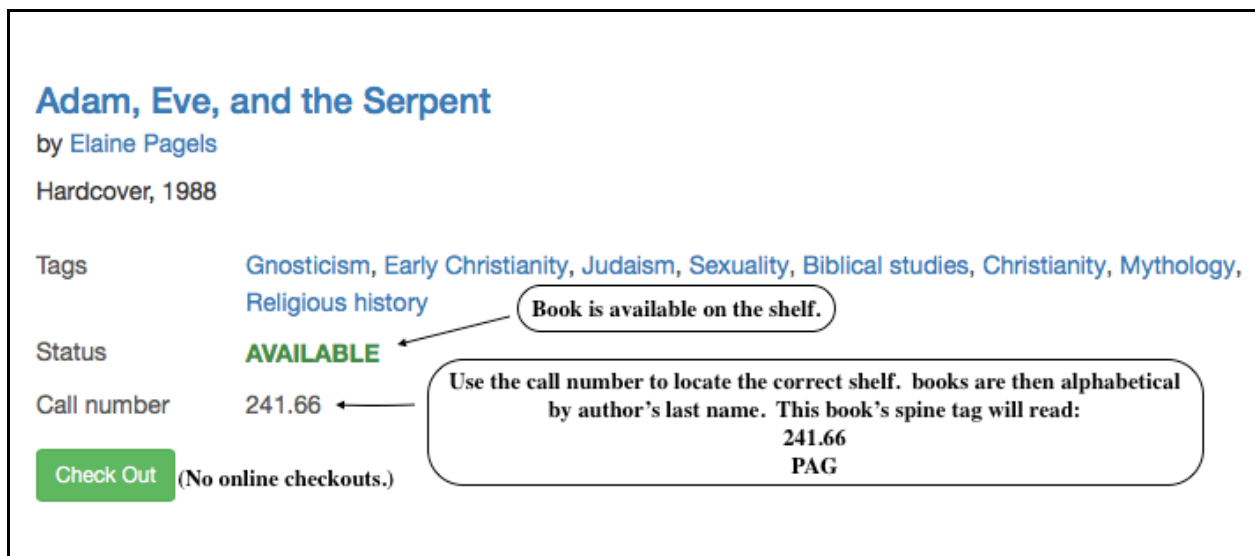 Adam, Eve, and the Serpent
by Elaine Pagels
Hardcover, 1988
Tags Gnosticism, Early Christianity, Judaism, Sexuality, Biblical studies, Christianity, Mythology,
Religious history
Book is available on the shelf.
Status AVAILABLE
Call number 241.66
Use the call number to locate the correct shelf. books are then alphabetical
by author's last name. This book's spine tag will read:
241.66
PAG
Check Out (No online checkouts.)